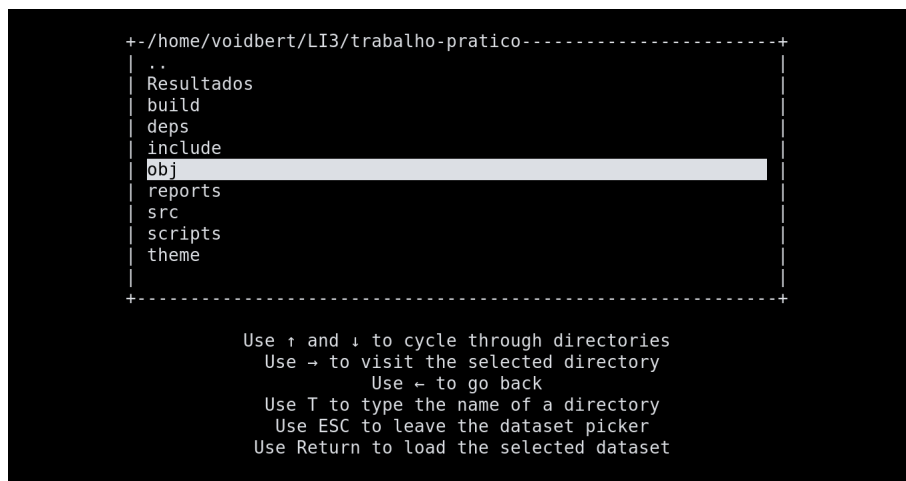 +-/home/voidbert/LI3/trabalho-pratico------------------------+
| .. |
| Resultados |
| build |
| deps |
| include |
| obj |
| reports |
| src |
| scripts |
| theme |
| |
+------------------------------------------------------------+
Use ↑ and ↓ to cycle through directories
Use → to visit the selected directory
Use ← to go back
Use T to type the name of a directory
Use ESC to leave the dataset picker
Use Return to load the selected dataset